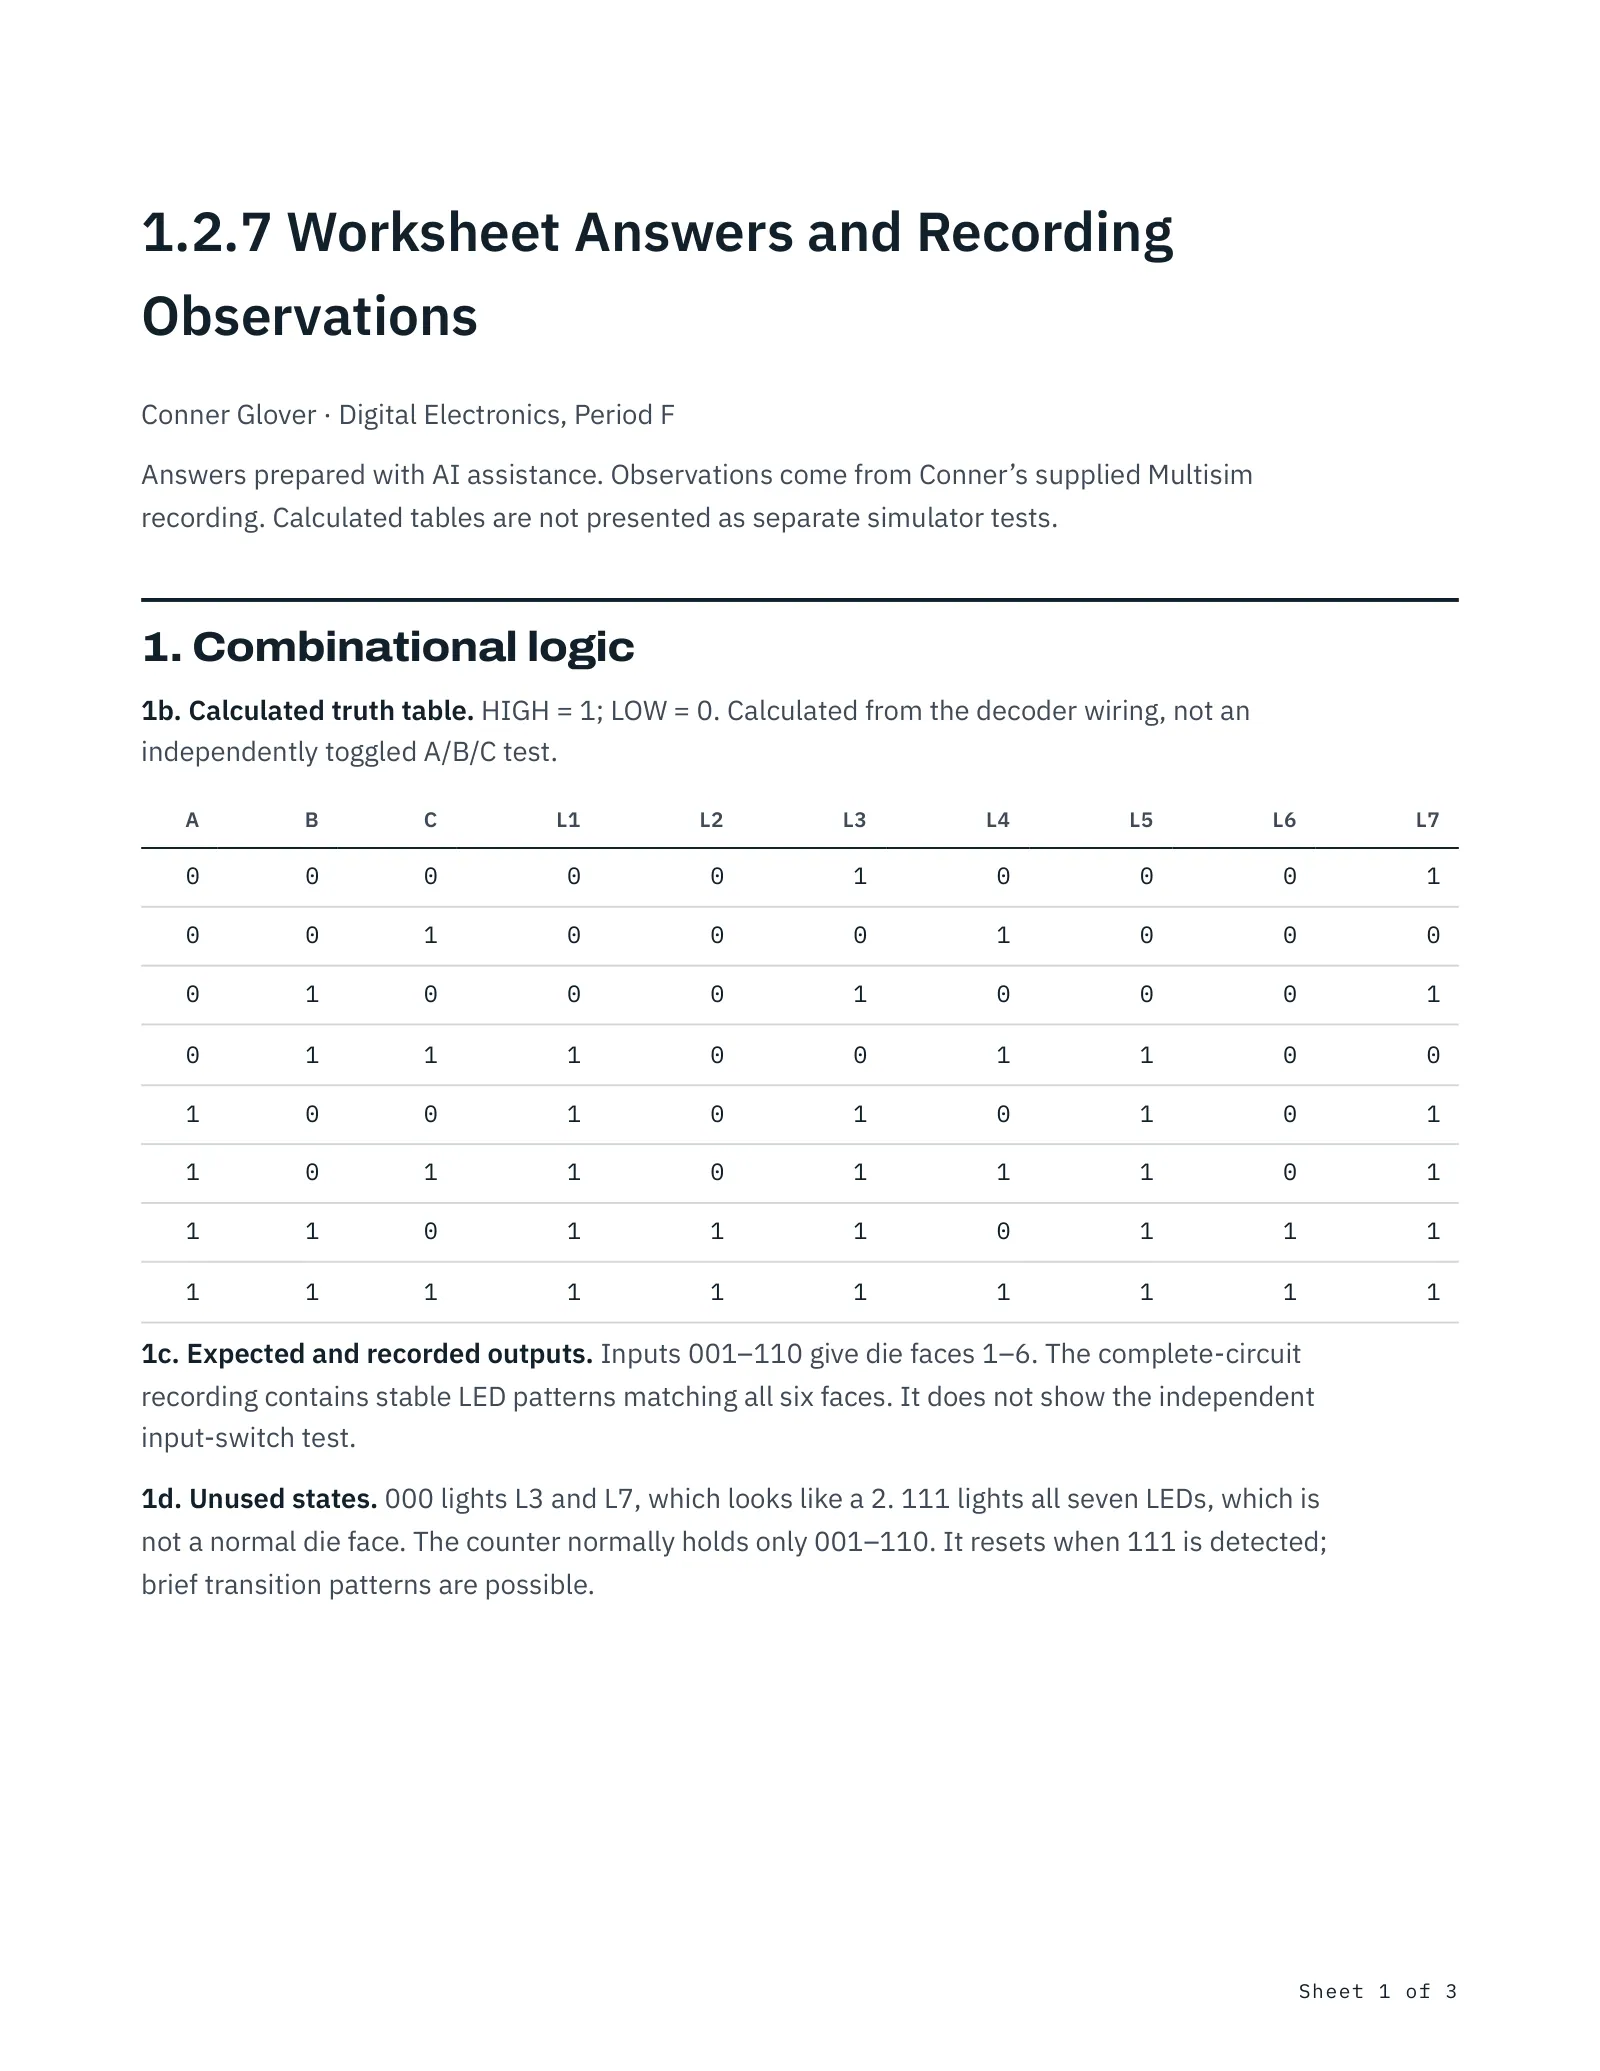 1.2.7 Worksheet Answers and Recording
Observations
Conner Glover · Digital Electronics, Period F
Answers prepared with AI assistance. Observations come from Conner’s supplied Multisim
recording. Calculated tables are not presented as separate simulator tests.
1. Combinational logic
1b. Calculated truth table. HIGH = 1; LOW = 0. Calculated from the decoder wiring, not an
independently toggled A/B/C test.
A B C L1 L2 L3 L4 L5 L6 L7
0 0 0 0 0 1 0 0 0 1
0 0 1 0 0 0 1 0 0 0
0 1 0 0 0 1 0 0 0 1
0 1 1 1 0 0 1 1 0 0
1 0 0 1 0 1 0 1 0 1
1 0 1 1 0 1 1 1 0 1
1 1 0 1 1 1 0 1 1 1
1 1 1 1 1 1 1 1 1 1
1c. Expected and recorded outputs. Inputs 001–110 give die faces 1–6. The complete-circuit
recording contains stable LED patterns matching all six faces. It does not show the independent
input-switch test.
1d. Unused states. 000 lights L3 and L7, which looks like a 2. 111 lights all seven LEDs, which is
not a normal die face. The counter normally holds only 001–110. It resets when 111 is detected;
brief transition patterns are possible.
Sheet 1 of 3